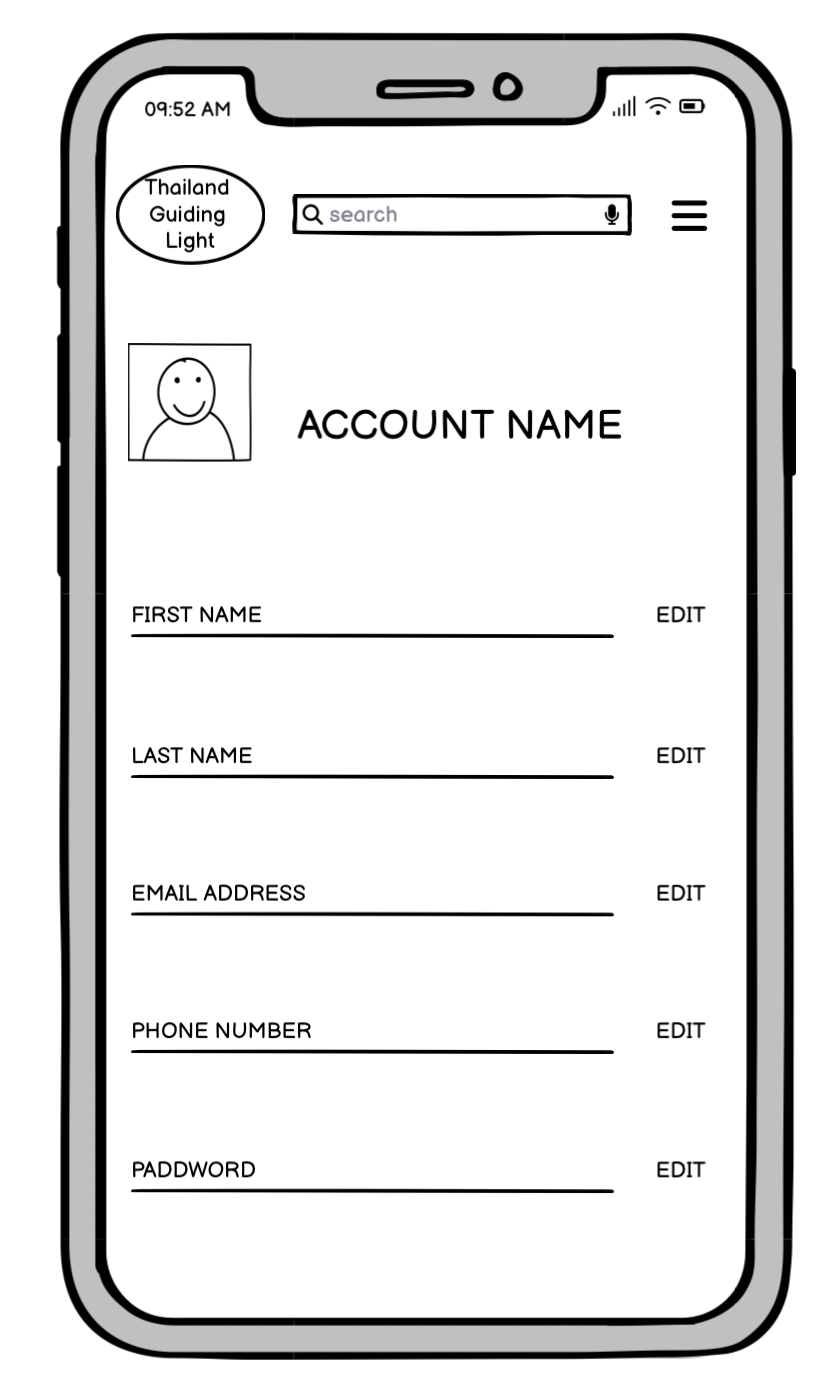 09:52 AM
Thailand
Guiding
Light
search
ACCOUNT NAME
FIRST NAME EDIT
LAST NAME EDIT
EMAIL ADDRESS EDIT
PHONE NUMBER EDIT
PADDWORD EDIT